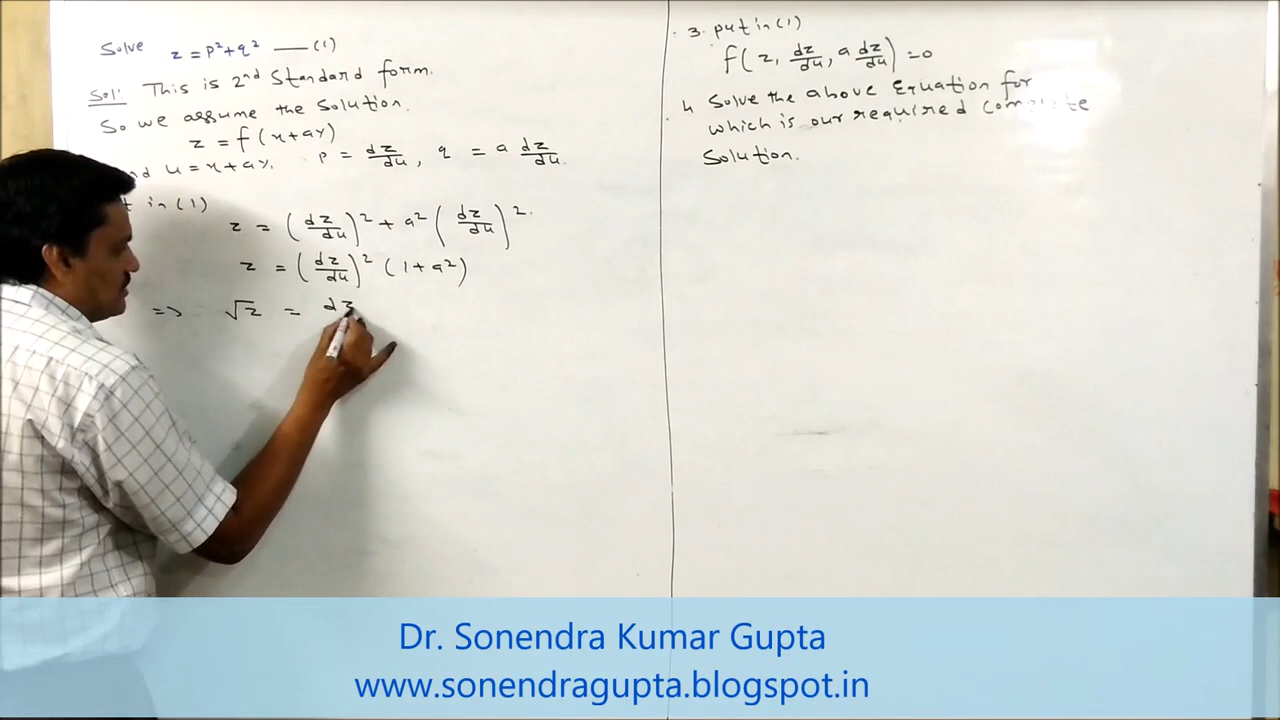 Solve z = p² + q² — (1)
Sol: This is 2nd Standard form.
So we assume the Solution.
z = f(x+ay)
nd u = x+ay. p = dz/du, q = a dz/du.
t in (1)
z = (dz/du)² + a² (dz/du)².
z = (dz/du)² (1+a²)
=> √z = dz
3. put in (1)
f(z, dz/du, a dz/du) = 0
4 Solve the above Equation for
which is our required
Solution.
Dr. Sonendra Kumar Gupta
www.sonendragupta.blogspot.in